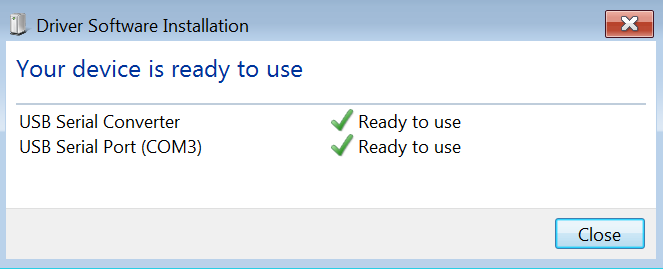 Driver Software Installation
Your device is ready to use
USB Serial Converter Ready to use
USB Serial Port (COM3) Ready to use
Close